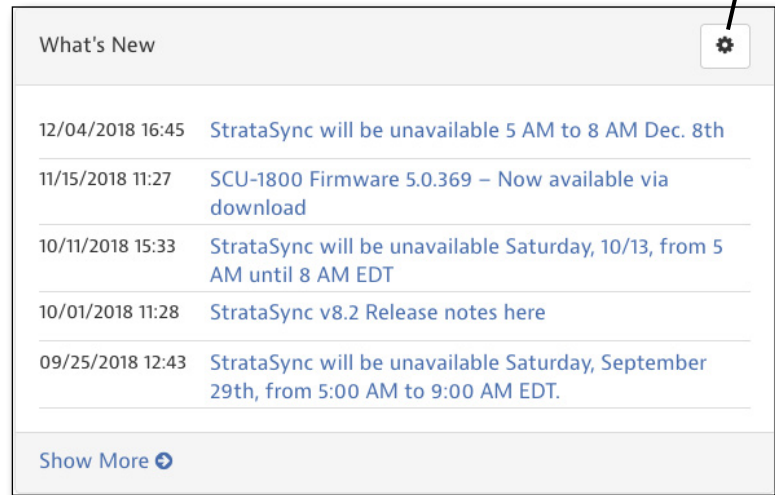 What's New
12/04/2018 16:45 StrataSync will be unavailable 5 AM to 8 AM Dec. 8th
11/15/2018 11:27 SCU-1800 Firmware 5.0.369 – Now available via
download
10/11/2018 15:33 StrataSync will be unavailable Saturday, 10/13, from 5
AM until 8 AM EDT
10/01/2018 11:28 StrataSync v8.2 Release notes here
09/25/2018 12:43 StrataSync will be unavailable Saturday, September
29th, from 5:00 AM to 9:00 AM EDT.
Show More